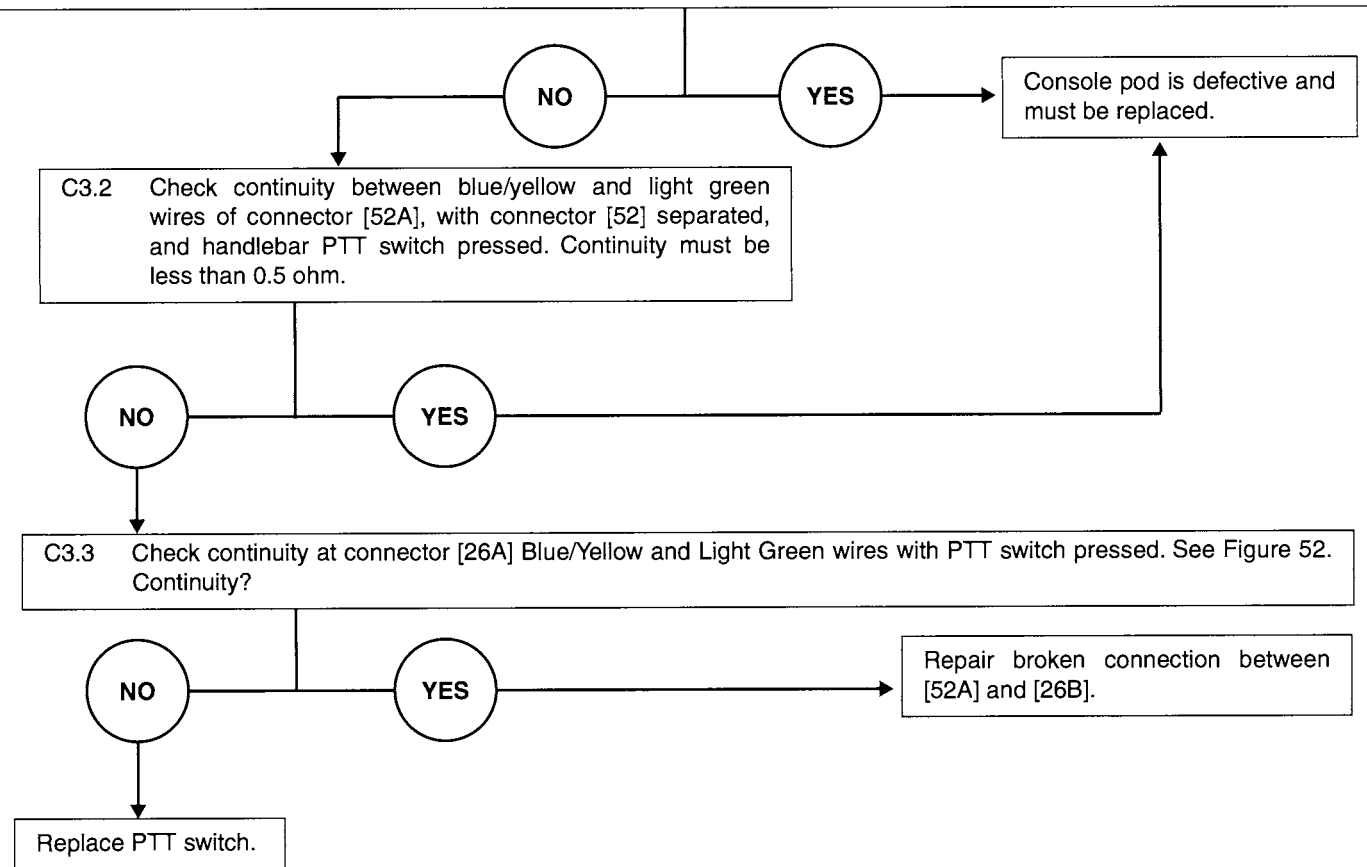 NO
YES
Console pod is defective and
must be replaced.
C3.2 Check continuity between blue/yellow and light green
wires of connector [52A], with connector [52] separated,
and handlebar PTT switch pressed. Continuity must be
less than 0.5 ohm.
NO
YES
C3.3 Check continuity at connector [26A] Blue/Yellow and Light Green wires with PTT switch pressed. See Figure 52.
Continuity?
NO
YES
Repair broken connection between
[52A] and [26B].
Replace PTT switch.